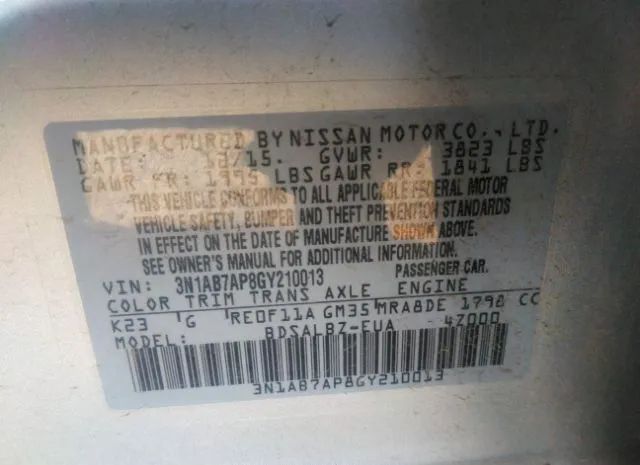 MANUFACTURED BY NISSAN MOTOR CO., LTD.
12/15. GVWR: 3823 LBS
GAWR FR: 1995 LBS GAWR RR: 1841 LBS
THIS VEHICLE CONFORMS TO ALL APPLICABLE FEDERAL MOTOR
VEHICLE SAFETY, BUMPER AND THEFT PREVENTION STANDARDS
IN EFFECT ON THE DATE OF MANUFACTURE SHOWN ABOVE.
SEE OWNER'S MANUAL FOR ADDITIONAL INFORMATION.
VIN: 3N1AB7AP8GY210013 PASSENGER CAR.
COLOR TRIM TRANS AXLE ENGINE
K23 G RE0F11A GM35 MRA8DE 1798 CC
MODEL: BDSALBZ-EUA -4Z000
3N1AB7AP8GY210013